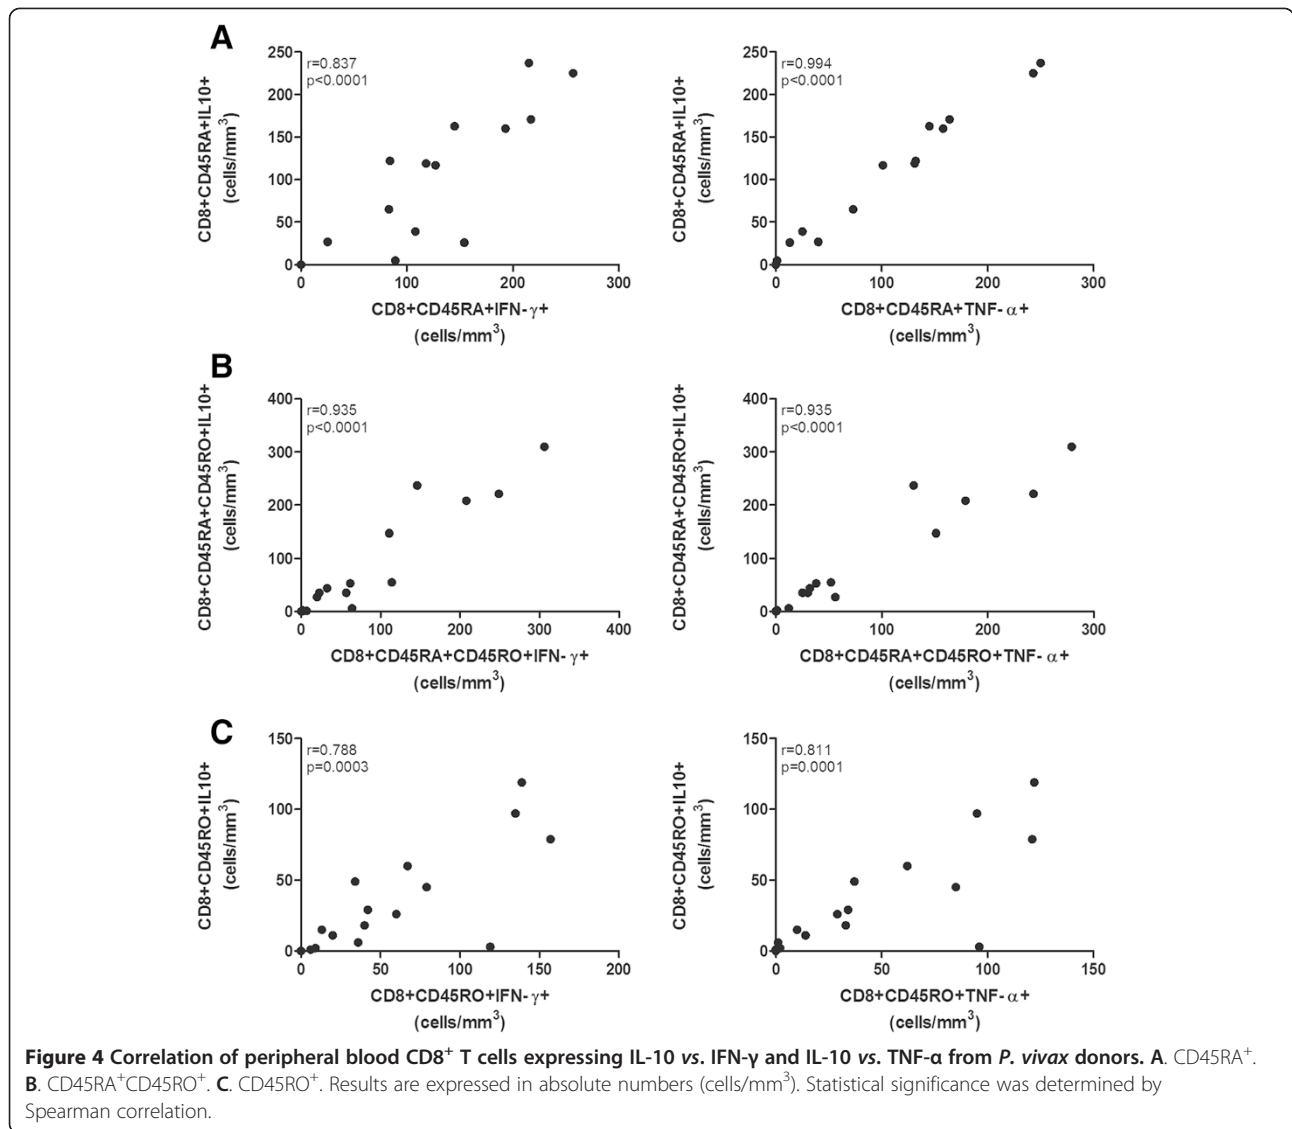 A
r=0.837
p<0.0001
250
200
150
100
50
0
0 100 200 300
CD8+CD45RA+IL10+
(cells/mm³)
CD8+CD45RA+IFN-γ+
(cells/mm³)
r=0.994
p<0.0001
250
200
150
100
50
0
0 100 200 300
CD8+CD45RA+IL10+
(cells/mm³)
CD8+CD45RA+TNF-α+
(cells/mm³)
B
r=0.935
p<0.0001
400
300
200
100
0
0 100 200 300 400
CD8+CD45RA+CD45RO+IL10+
(cells/mm³)
CD8+CD45RA+CD45RO+IFN-γ+
(cells/mm³)
r=0.935
p<0.0001
400
300
200
100
0
0 100 200 300
CD8+CD45RA+CD45RO+IL10+
(cells/mm³)
CD8+CD45RA+CD45RO+TNF-α+
(cells/mm³)
C
r=0.788
p=0.0003
150
100
50
0
0 50 100 150 200
CD8+CD45RO+IL10+
(cells/mm³)
CD8+CD45RO+IFN-γ+
(cells/mm³)
r=0.811
p=0.0001
150
100
50
0
0 50 100 150
CD8+CD45RO+IL10+
(cells/mm³)
CD8+CD45RO+TNF-α+
(cells/mm³)
Figure 4 Correlation of peripheral blood CD8⁺ T cells expressing IL-10 vs. IFN-γ and IL-10 vs. TNF-α from P. vivax donors. A. CD45RA⁺.
B. CD45RA⁺CD45RO⁺. C. CD45RO⁺. Results are expressed in absolute numbers (cells/mm³). Statistical significance was determined by
Spearman correlation.